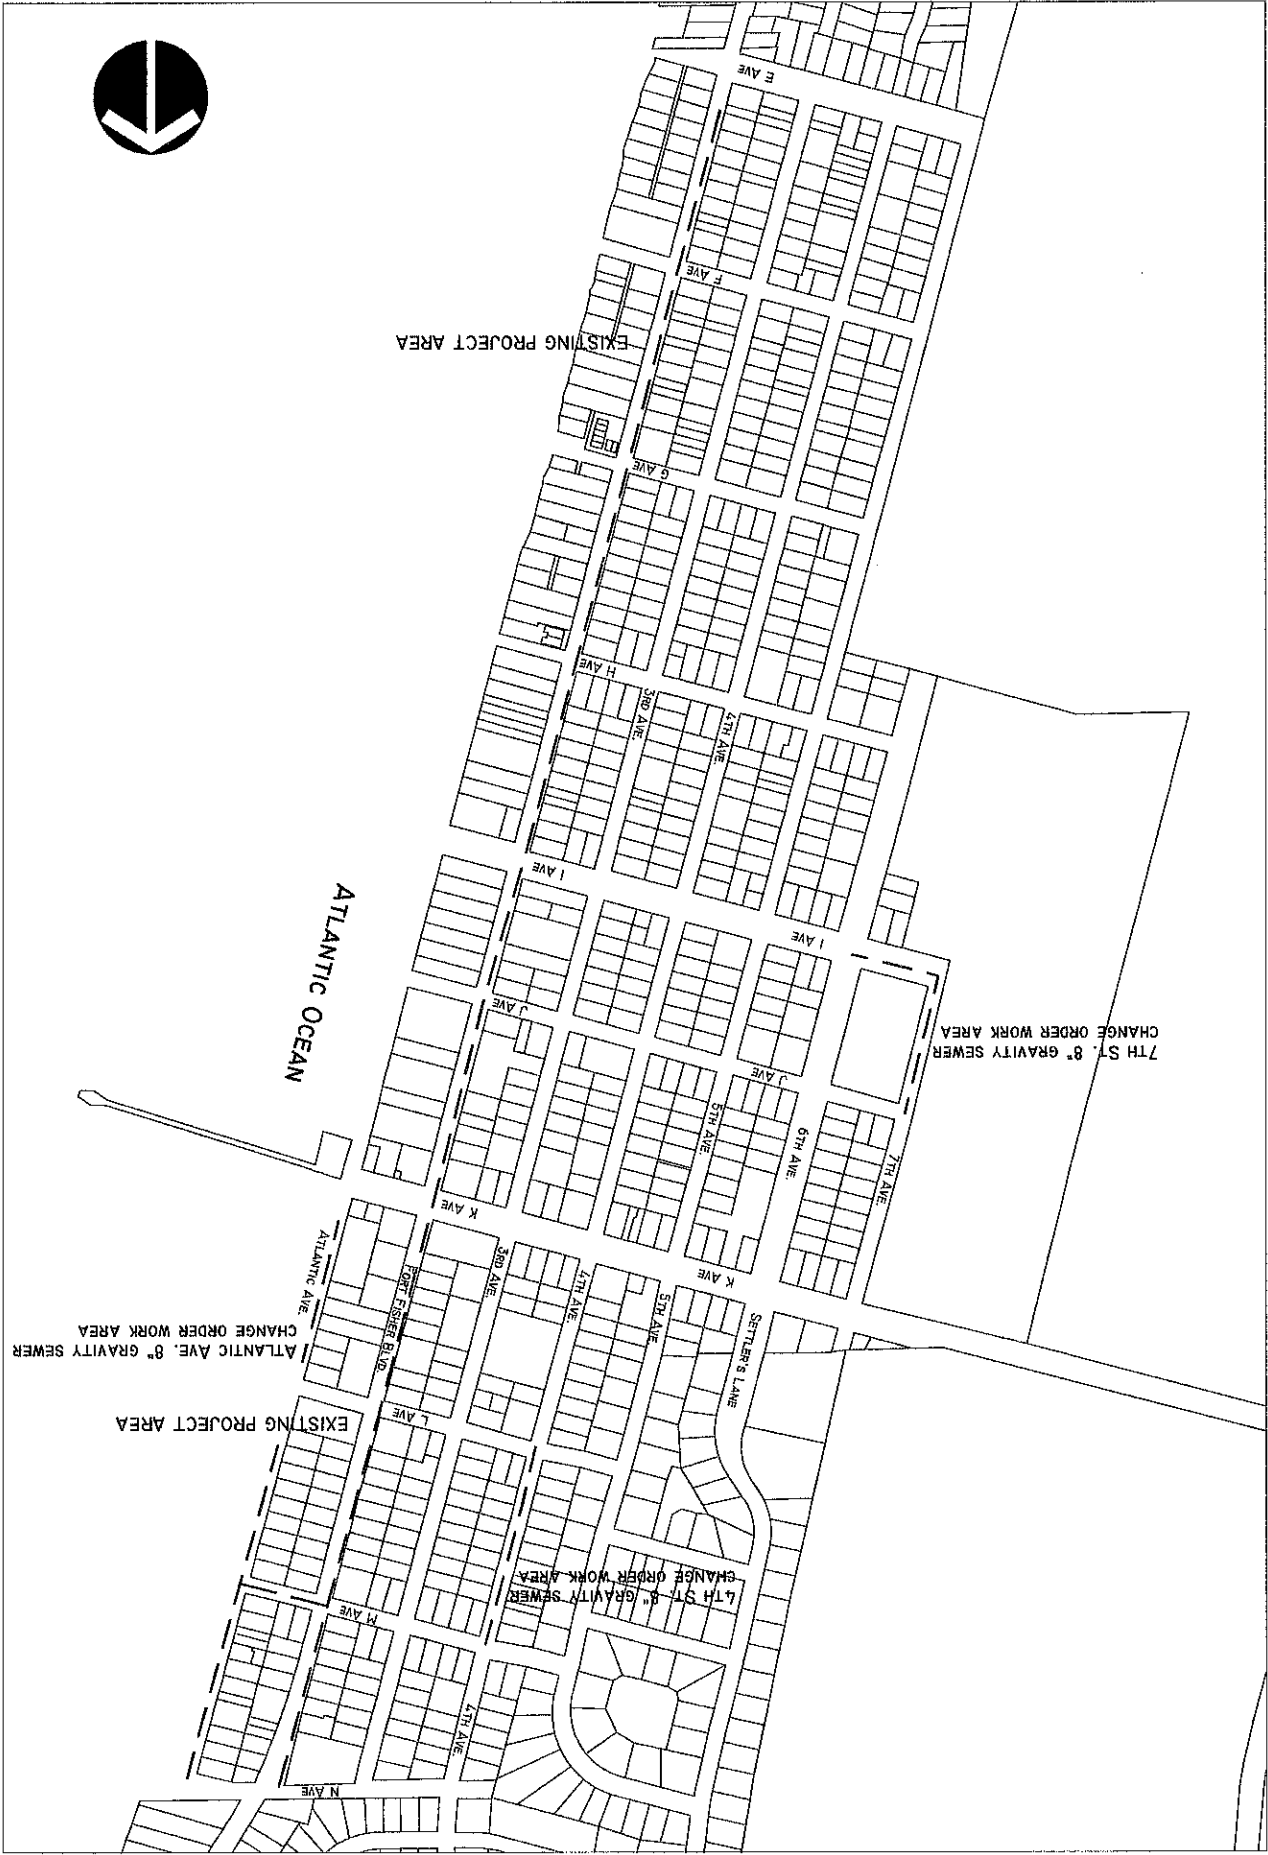 E AVE
F AVE
EXISTING PROJECT AREA
G AVE
H AVE
3RD AVE.
4TH AVE.
I AVE
I AVE
ATLANTIC OCEAN
J AVE
7TH ST. 8" GRAVITY SEWER
CHANGE ORDER WORK AREA
J AVE
5TH AVE.
6TH AVE.
7TH AVE.
K AVE
ATLANTIC AVE.
FORT FISHER BLVD.
3RD AVE.
4TH AVE.
K AVE
5TH AVE.
SETTLER'S LANE
ATLANTIC AVE. 8" GRAVITY SEWER
CHANGE ORDER WORK AREA
L AVE
EXISTING PROJECT AREA
4TH ST. 8" GRAVITY SEWER
CHANGE ORDER WORK AREA
M AVE
4TH AVE.
N AVE